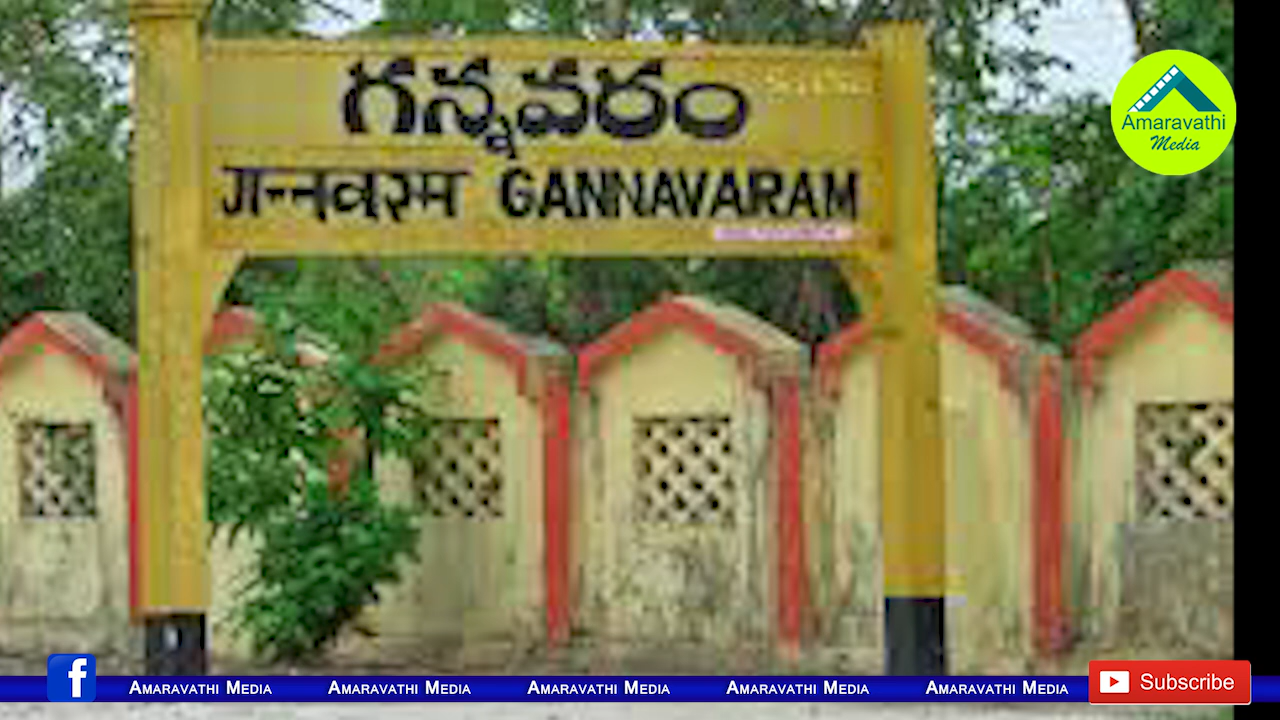 గన్నవరం
गन्नवरम GANNAVARAM
Amaravathi
Media
Amaravathi Media Amaravathi Media Amaravathi Media Amaravathi Media Amaravathi Media
Subscribe